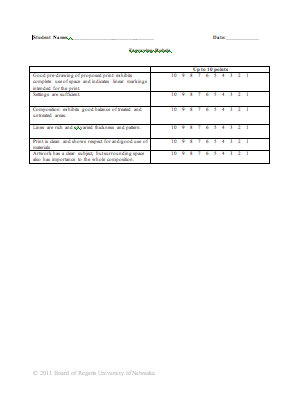 Student Name____________________ Date:____________
Engraving Rubric
Up to 10 points
Good pre-drawing of proposed print exhibits 10 9 8 7 6 5 4 3 2 1
complete use of space and indicates linear markings
intended for the print.
Settings are sufficient. 10 9 8 7 6 5 4 3 2 1
Composition exhibits good balance of treated and 10 9 8 7 6 5 4 3 2 1
untreated areas.
Lines are rich and of varied thickness and pattern. 10 9 8 7 6 5 4 3 2 1
Print is clean and shows respect for and good use of 10 9 8 7 6 5 4 3 2 1
materials.
Artwork has a clear subject, but surrounding space 10 9 8 7 6 5 4 3 2 1
also has importance to the whole composition.
© 2011 Board of Regents University of Nebraska